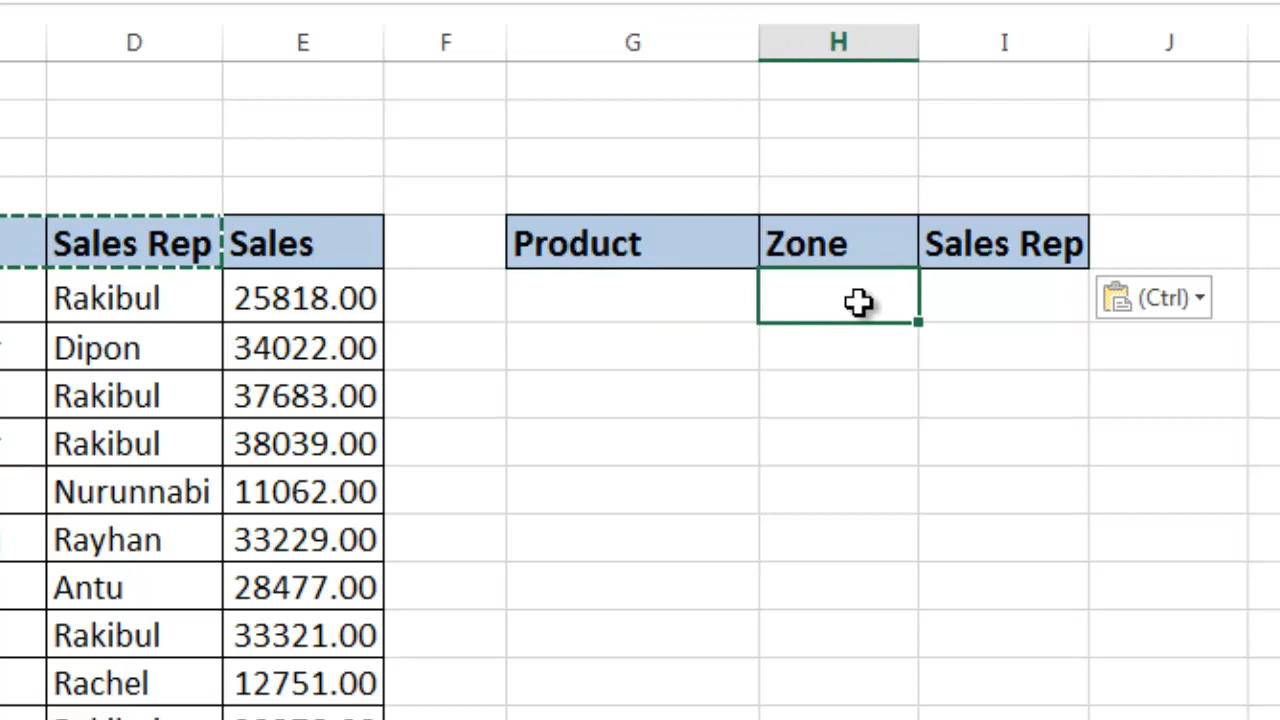 D E F G H I J
Sales Rep Sales Product Zone Sales Rep
Rakibul 25818.00 (Ctrl)
Dipon 34022.00
Rakibul 37683.00
Rakibul 38039.00
Nurunnabi 11062.00
Rayhan 33229.00
Antu 28477.00
Rakibul 33321.00
Rachel 12751.00